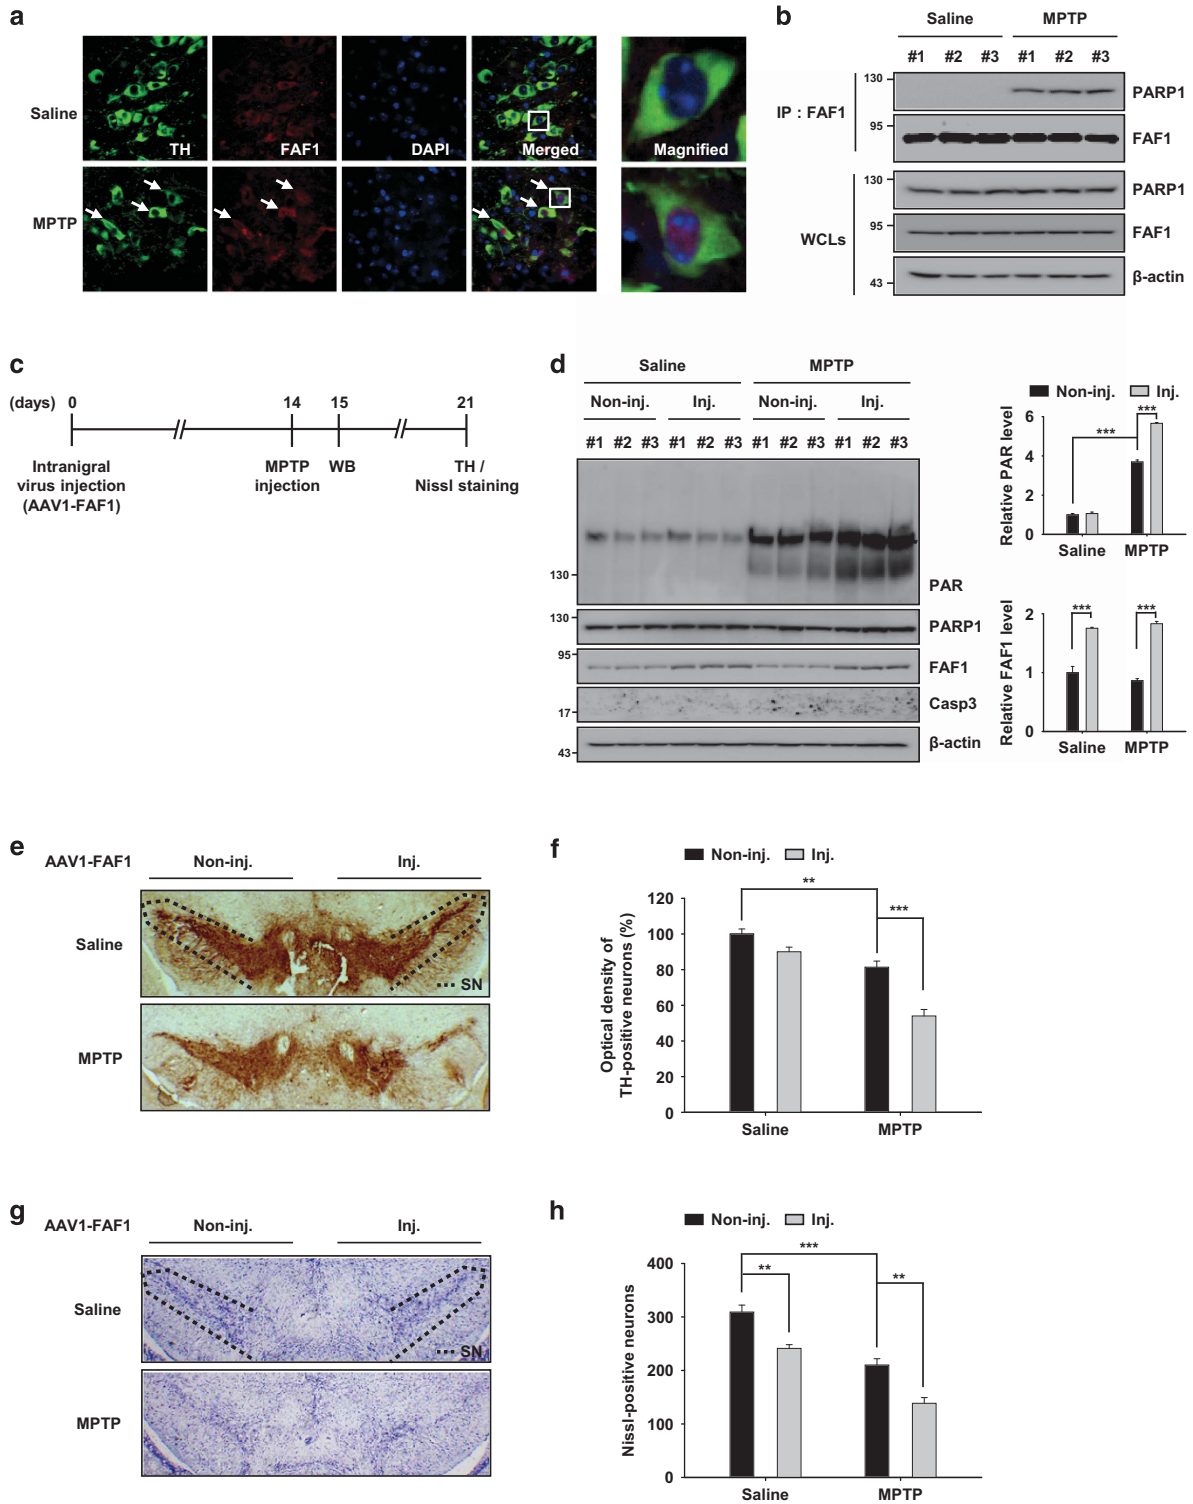 a
Saline
TH
FAF1
DAPI
Merged
Magnified
MPTP
b
Saline
MPTP
#1 #2 #3 #1 #2 #3
IP : FAF1
130
PARP1
95
FAF1
WCLs
130
PARP1
95
FAF1
43
β-actin
c
(days) 0 14 15 21
Intranigral
virus injection
(AAV1-FAF1)
MPTP
injection
WB
TH /
Nissl staining
d
Saline
MPTP
Non-inj. Inj. Non-inj. Inj.
#1 #2 #3 #1 #2 #3 #1 #2 #3 #1 #2 #3
130
PAR
130
PARP1
95
FAF1
Casp3
17
43
β-actin
Non-inj. Inj.
Relative PAR level
6
4
2
0
***
***
Saline MPTP
Relative FAF1 level
2
1
0
***
***
Saline MPTP
e
AAV1-FAF1 Non-inj. Inj.
Saline
SN
MPTP
f
Non-inj. Inj.
Optical density of
TH-positive neurons (%)
120
100
80
60
40
20
0
**
***
Saline MPTP
g
AAV1-FAF1 Non-inj. Inj.
Saline
SN
MPTP
h
Non-inj. Inj.
Nissl-positive neurons
400
300
200
100
0
***
**
**
Saline MPTP